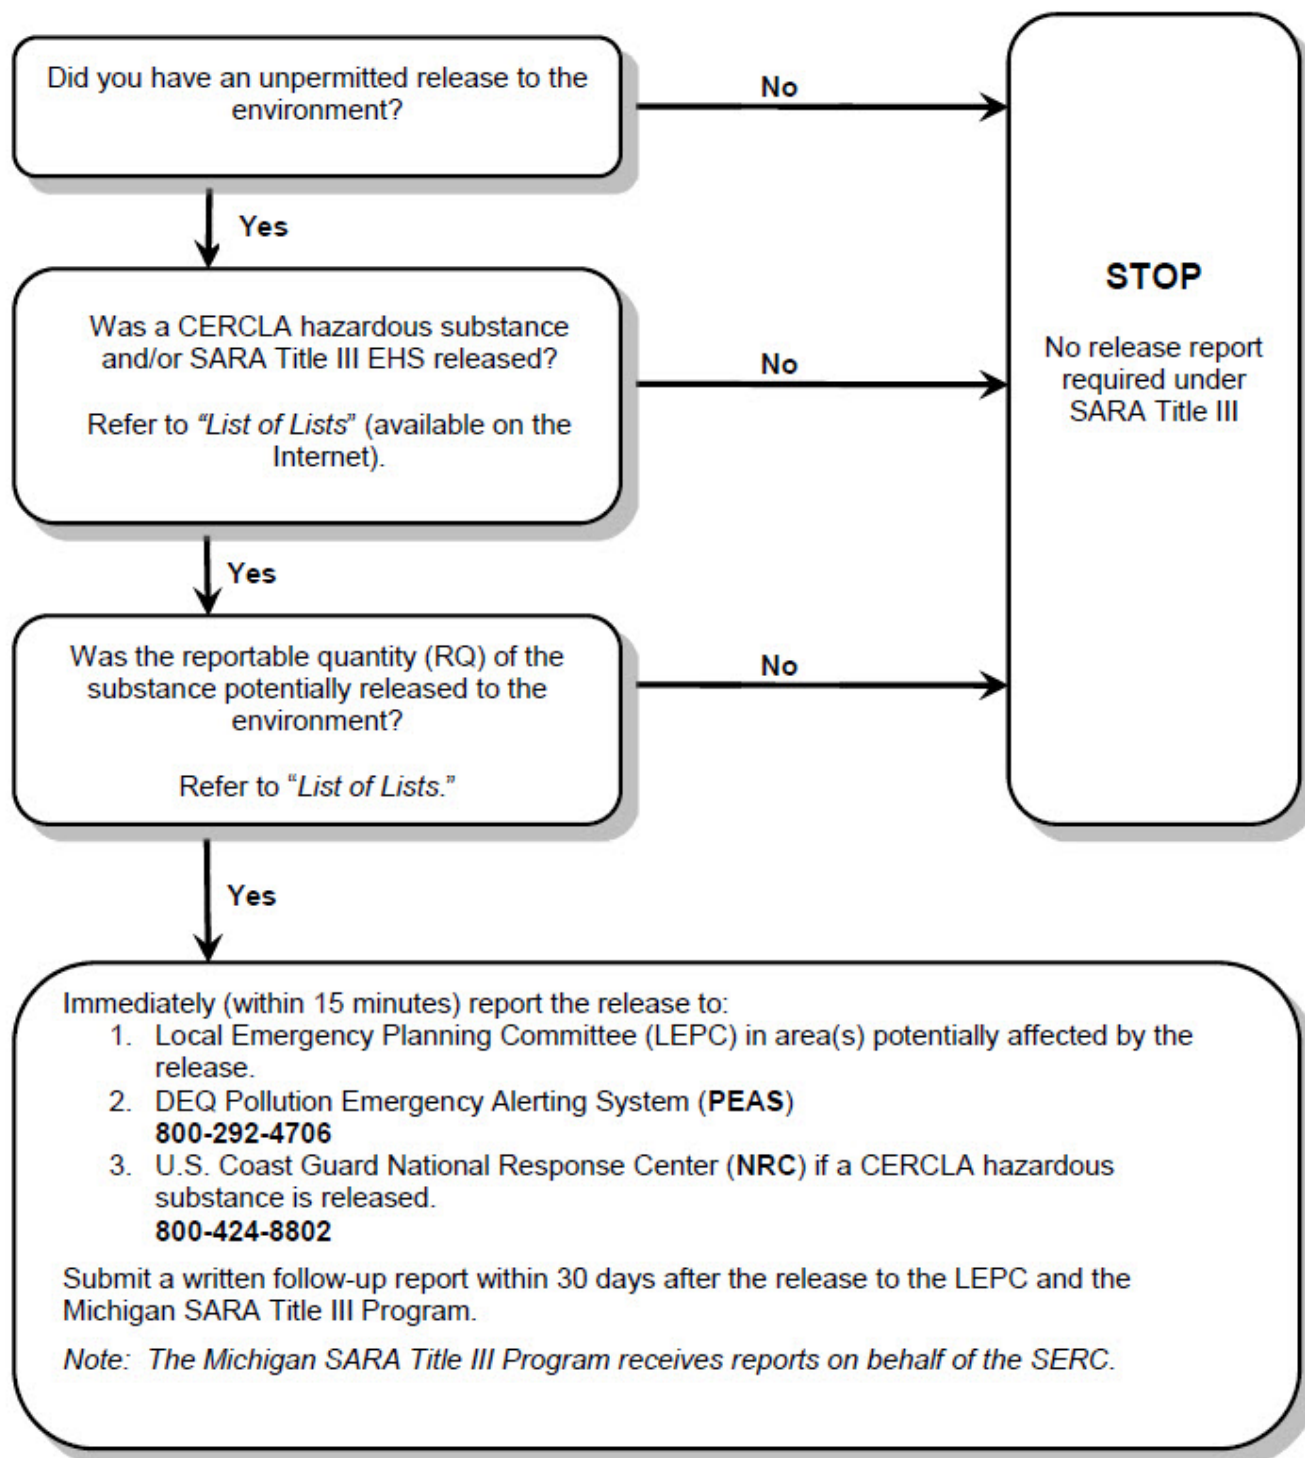 Did you have an unpermitted release to the
environment?
No
Yes
Was a CERCLA hazardous substance
and/or SARA Title III EHS released?
Refer to “List of Lists” (available on the
Internet).
No
Yes
Was the reportable quantity (RQ) of the
substance potentially released to the
environment?
Refer to “List of Lists.”
No
STOP
No release report
required under
SARA Title III
Yes
Immediately (within 15 minutes) report the release to:
1. Local Emergency Planning Committee (LEPC) in area(s) potentially affected by the
release.
2. DEQ Pollution Emergency Alerting System (PEAS)
800-292-4706
3. U.S. Coast Guard National Response Center (NRC) if a CERCLA hazardous
substance is released.
800-424-8802
Submit a written follow-up report within 30 days after the release to the LEPC and the
Michigan SARA Title III Program.
Note: The Michigan SARA Title III Program receives reports on behalf of the SERC.